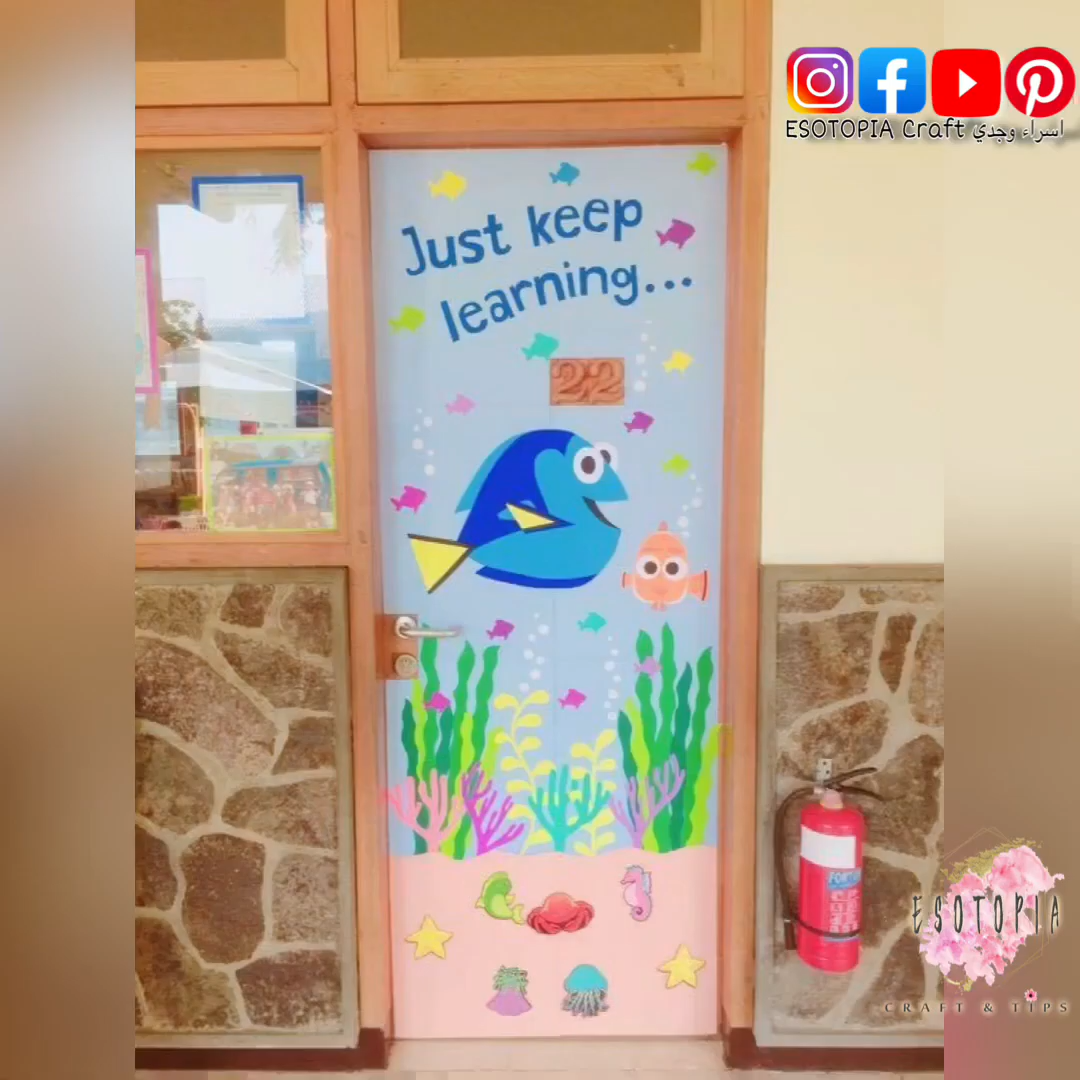 ESOTOPIA Craft اسراء وجدي
Just keep
learning...
22
ESOTOPIA
CRAFT & TIPS